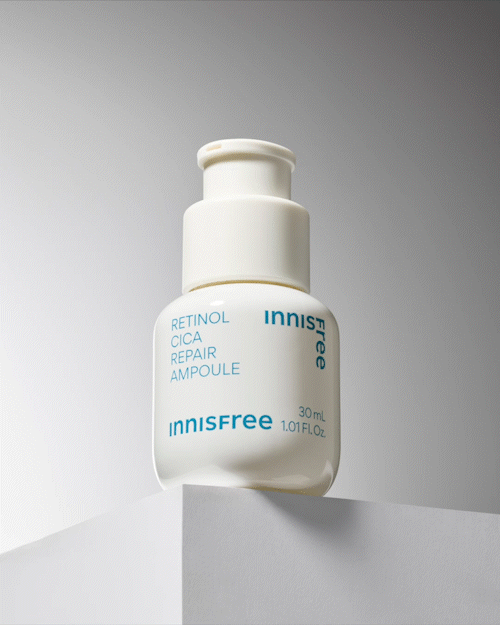 RETINOL
CICA
REPAIR
AMPOULE
INNISFree
INNISFree
30 mL
1.01 Fl. Oz.